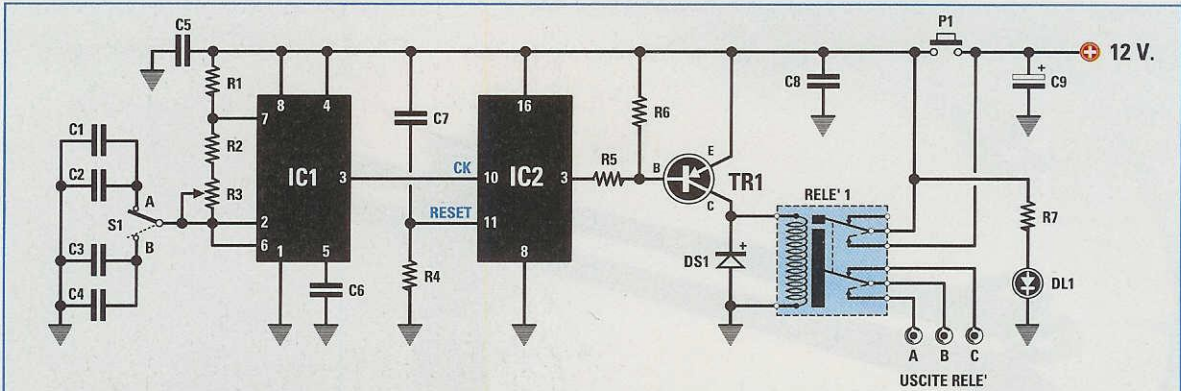 C5
P1
12 V.
R1
8
4
16
R6
C8
+
C9
C1
7
C7
E
C2
R2
CK
R5
B
TR1
A
IC1
3
10
IC2
3
R3
C
RELE' 1
S1
RESET
2
11
R7
B
6
C3
DS1
+
1
5
R4
8
C4
C6
DL1
A
B
C
USCITE RELE'